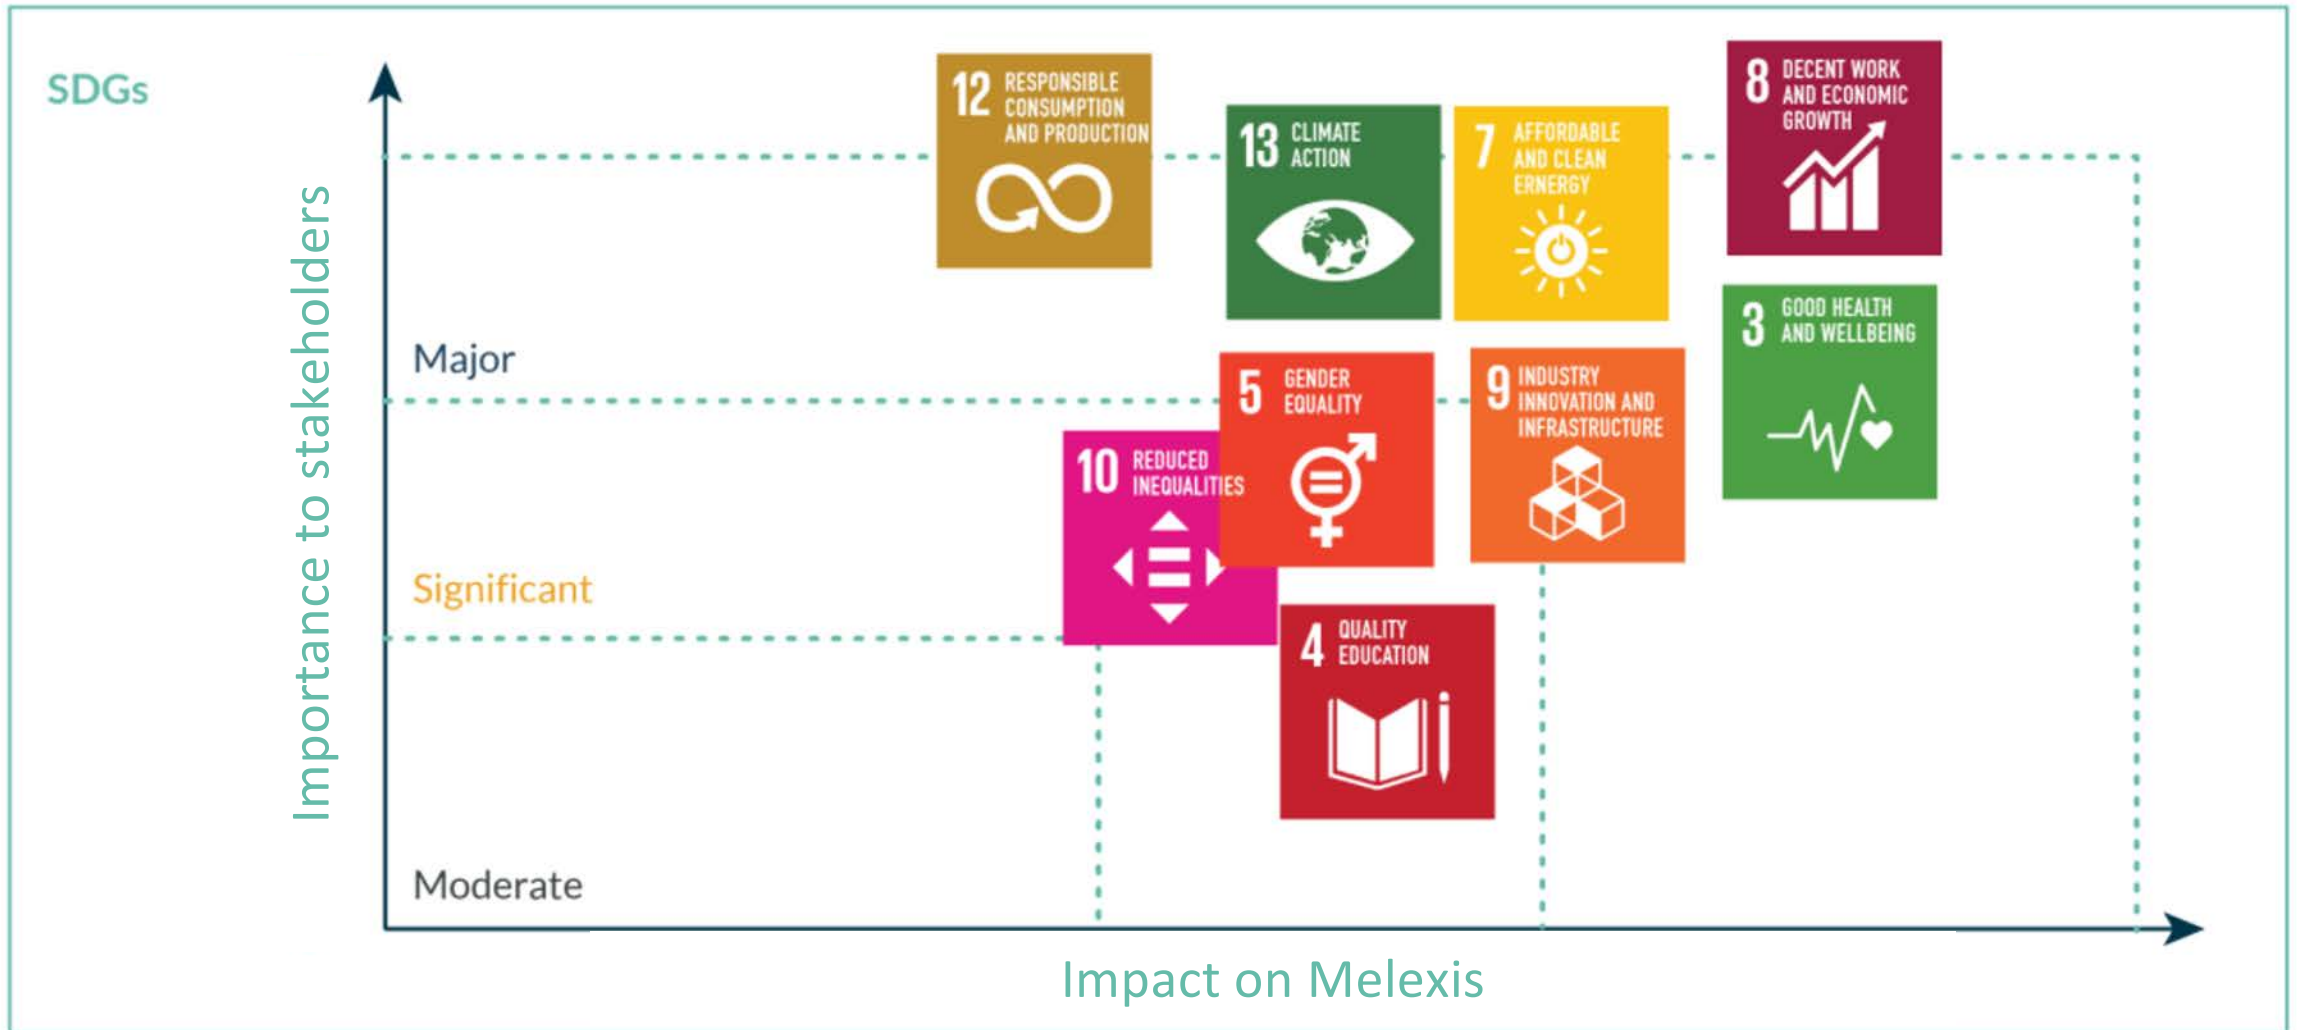 SDGs
Importance to stakeholders
12 RESPONSIBLE
CONSUMPTION
AND PRODUCTION
13 CLIMATE
ACTION
7 AFFORDABLE
AND CLEAN
ERNERGY
8 DECENT WORK
AND ECONOMIC
GROWTH
3 GOOD HEALTH
AND WELLBEING
Major
5 GENDER
EQUALITY
9 INDUSTRY
INNOVATION AND
INFRASTRUCTURE
10 REDUCED
INEQUALITIES
Significant
4 QUALITY
EDUCATION
Moderate
Impact on Melexis